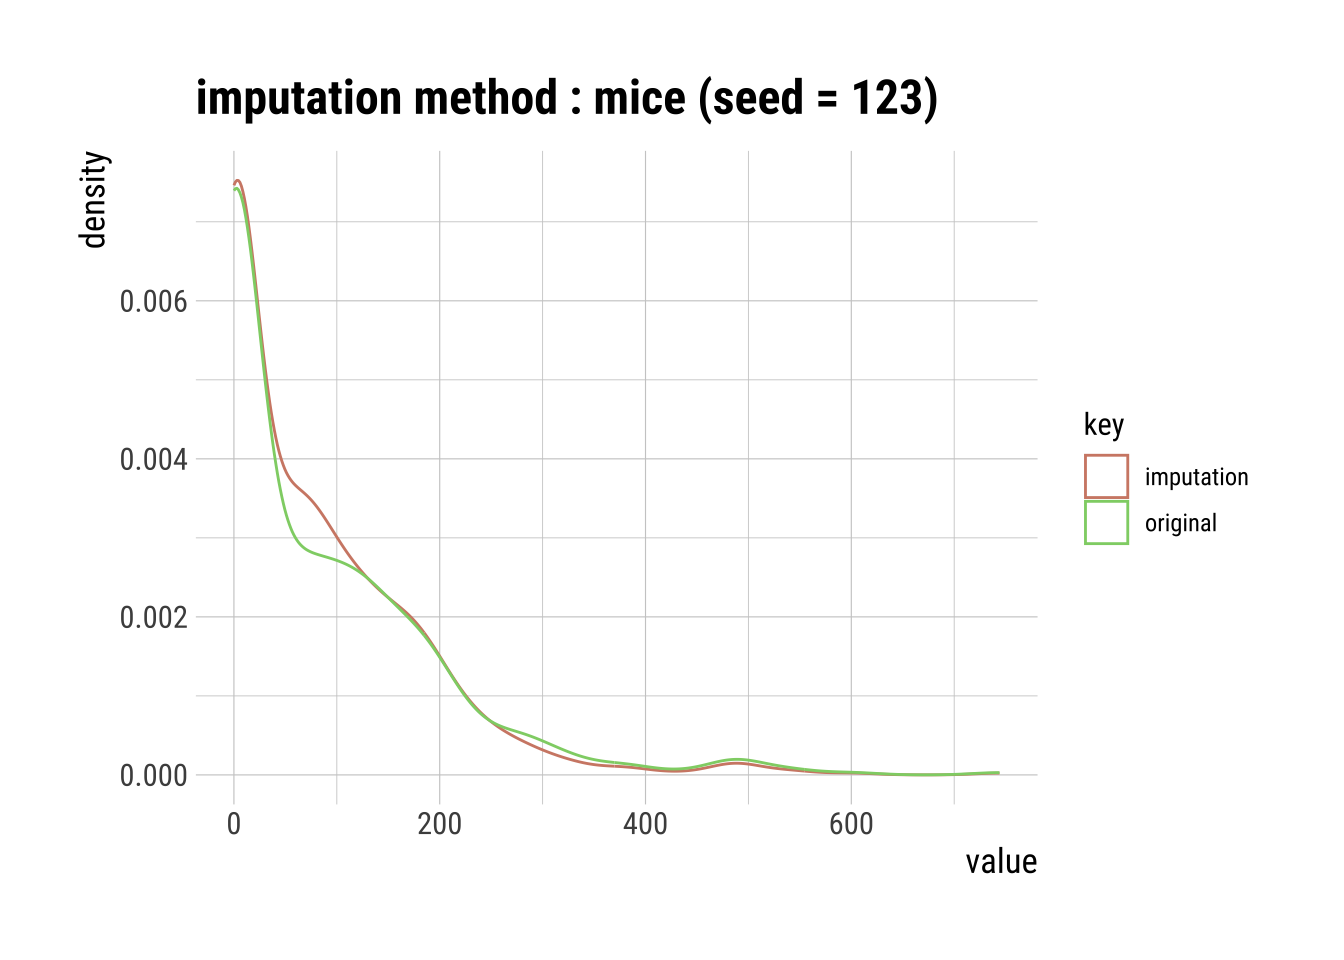 imputation method : mice (seed = 123)
density
0.006
0.004
0.002
0.000
0 200 400 600
value
key
imputation
original